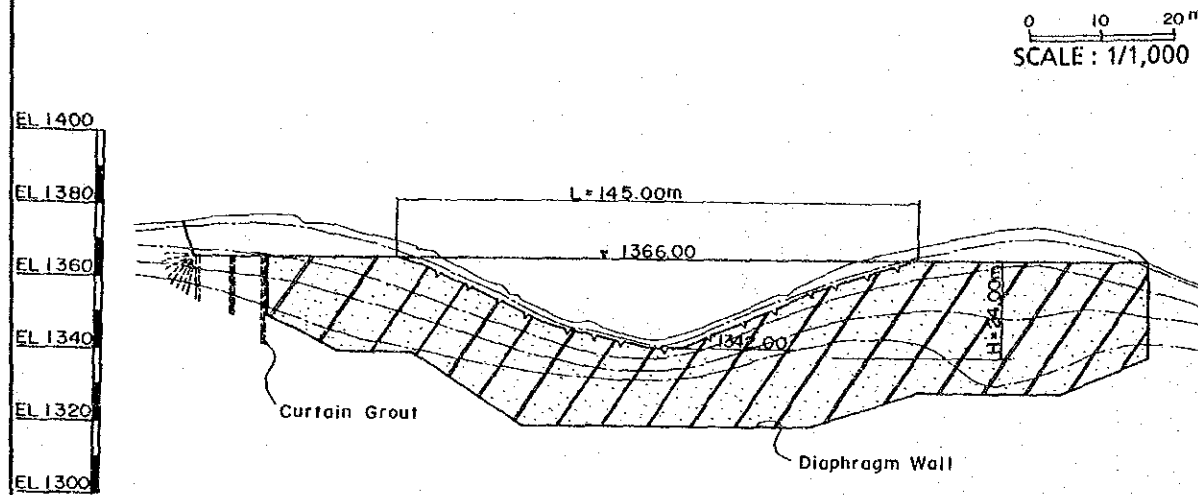 0 10 20 m
SCALE : 1/1,000
EL 1400
EL 1380
EL 1360
EL 1340
EL 1320
EL 1300
L = 145.00m
1366.00
1342.00
H = 24.00m
Curtain Grout
Diaphragm Wall